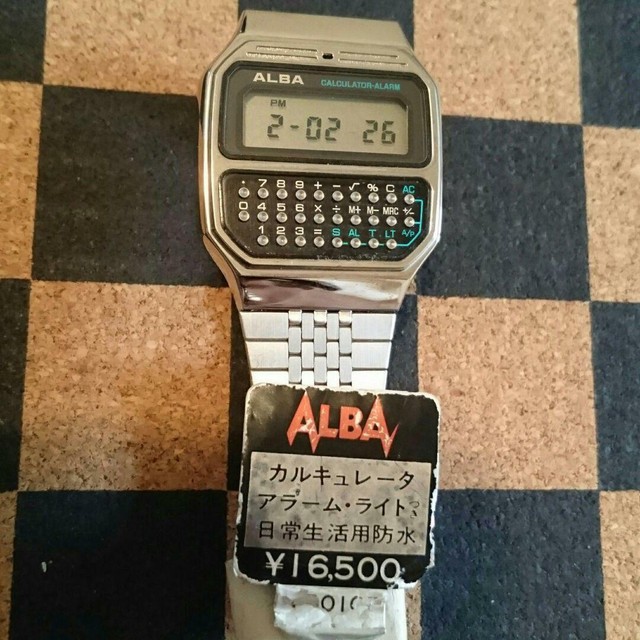 ALBA CALCULATOR-ALARM
PM
2-02 26
· 7 8 9 + − √ % C AC
0 4 5 6 × ÷ M+ M− MRC +/−
1 2 3 = S AL T LT A/P
ALBA
カルキュレータ
アラーム・ライト、
日常生活用防水
¥16,500